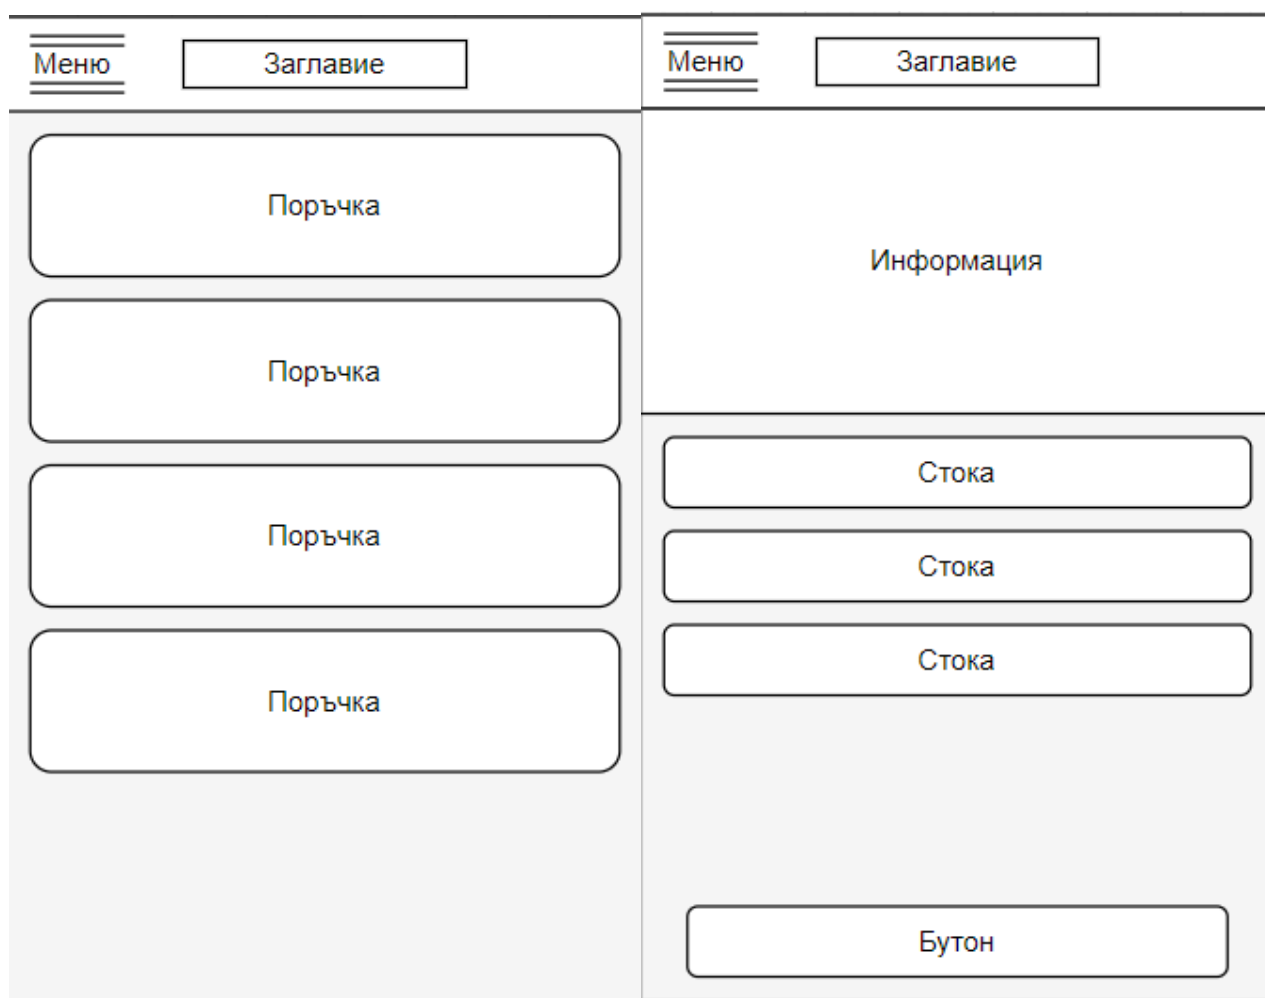 Меню
Заглавие
Поръчка
Поръчка
Поръчка
Поръчка
Меню
Заглавие
Информация
Стока
Стока
Стока
Бутон